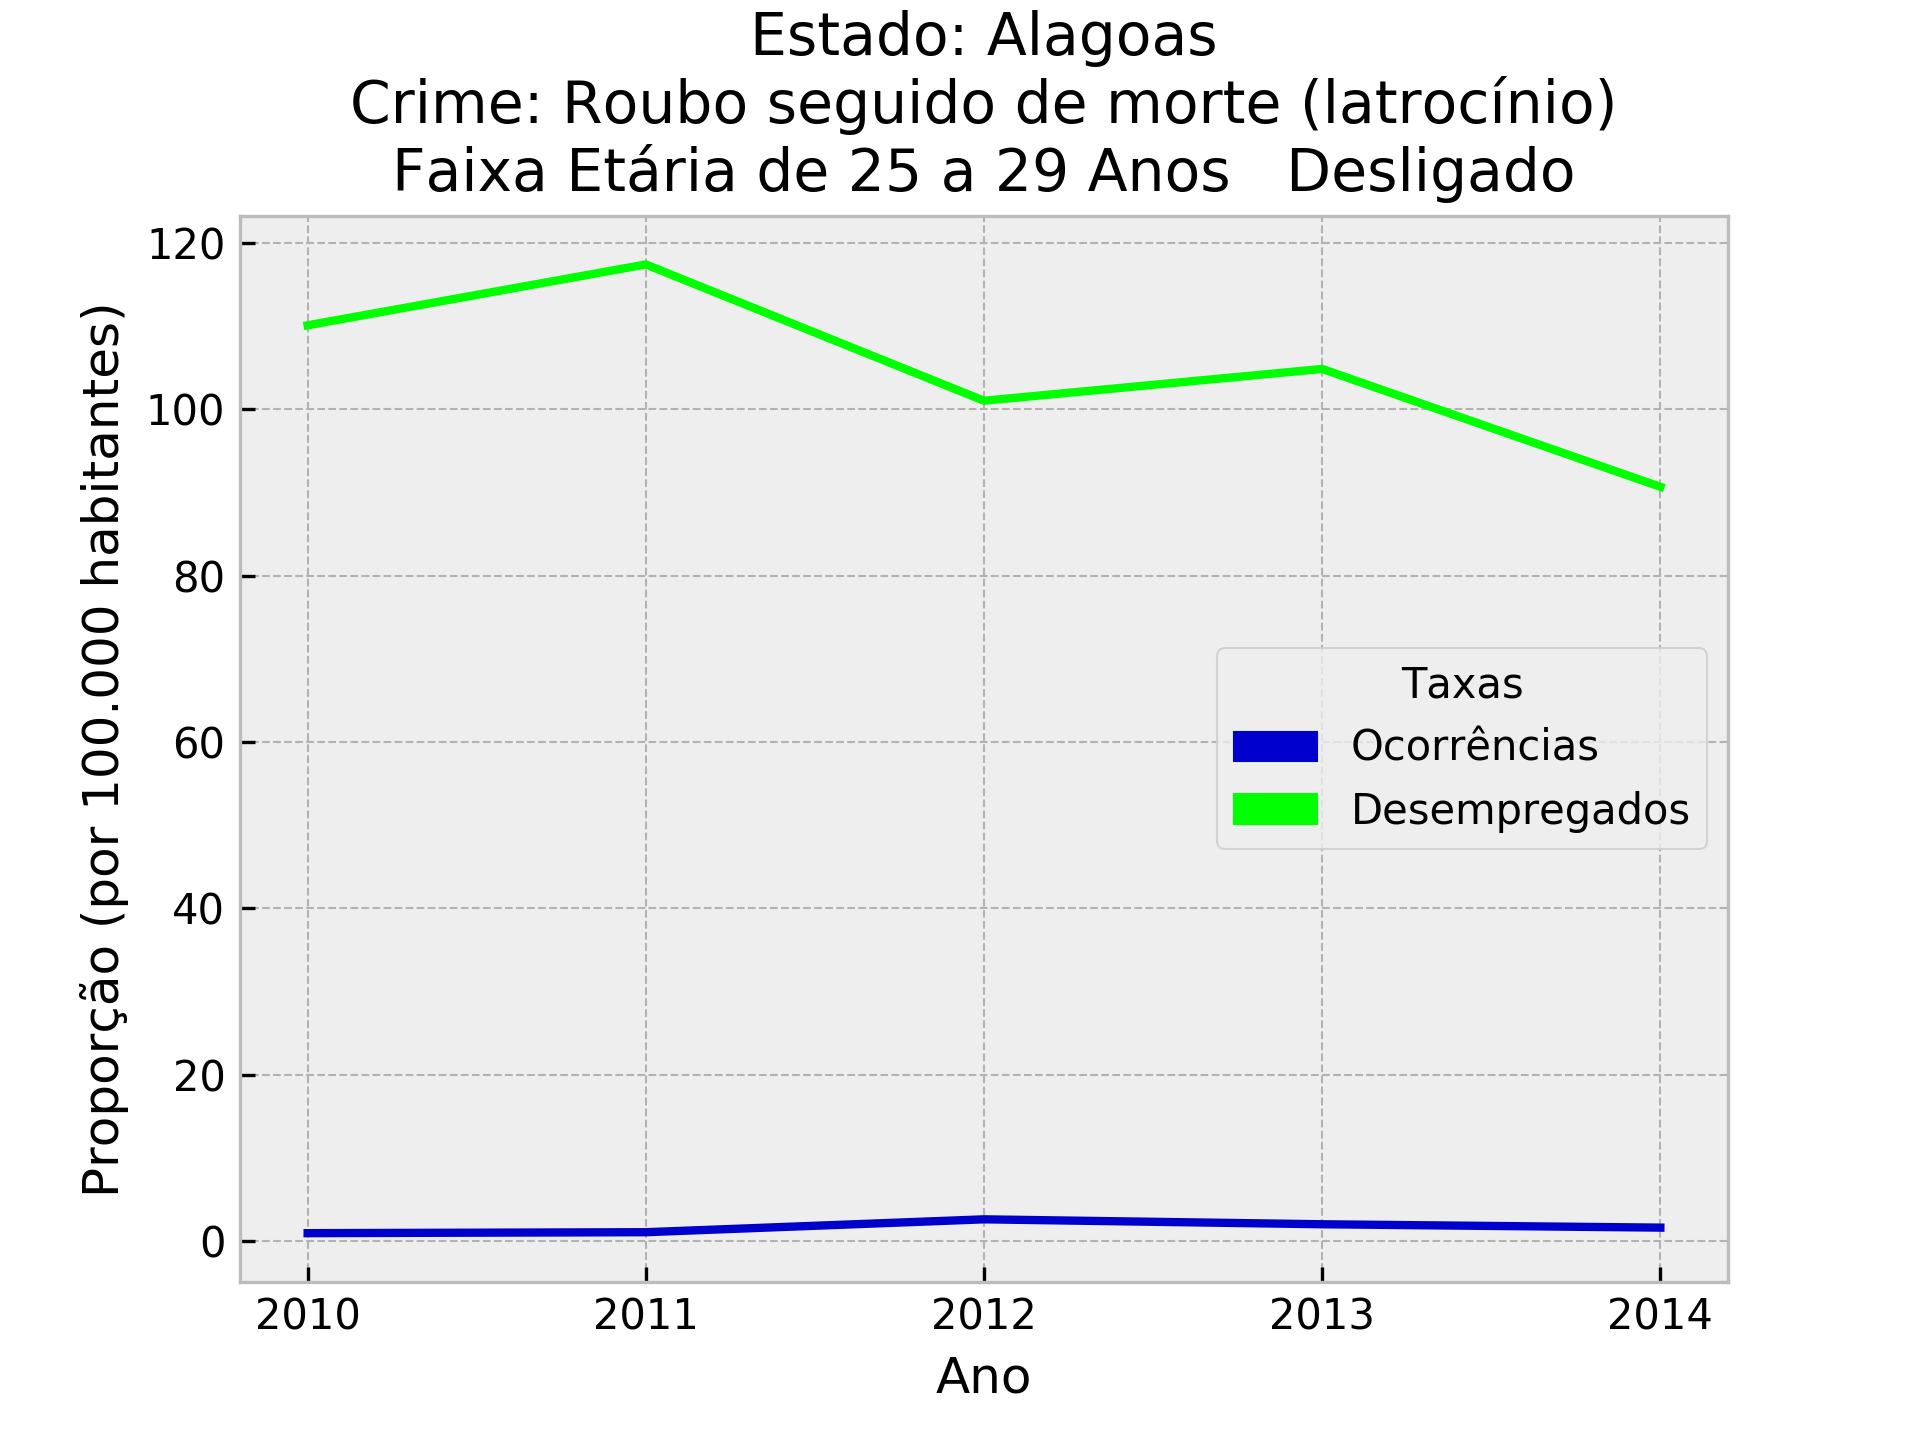 Estado: Alagoas
Crime: Roubo seguido de morte (latrocínio)
Faixa Etária de 25 a 29 Anos   Desligado
Proporção (por 100.000 habitantes)
120
100
80
60
40
20
0
Taxas
Ocorrências
Desempregados
2010
2011
2012
2013
2014
Ano